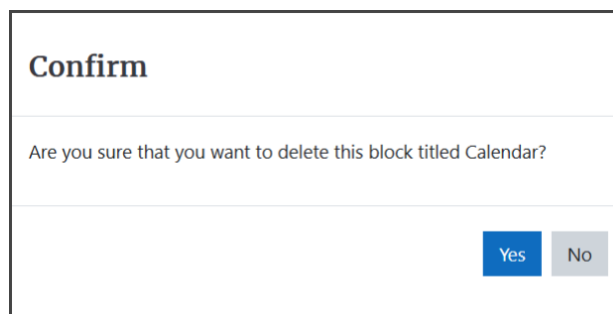 Confirm
Are you sure that you want to delete this block titled Calendar?
Yes No